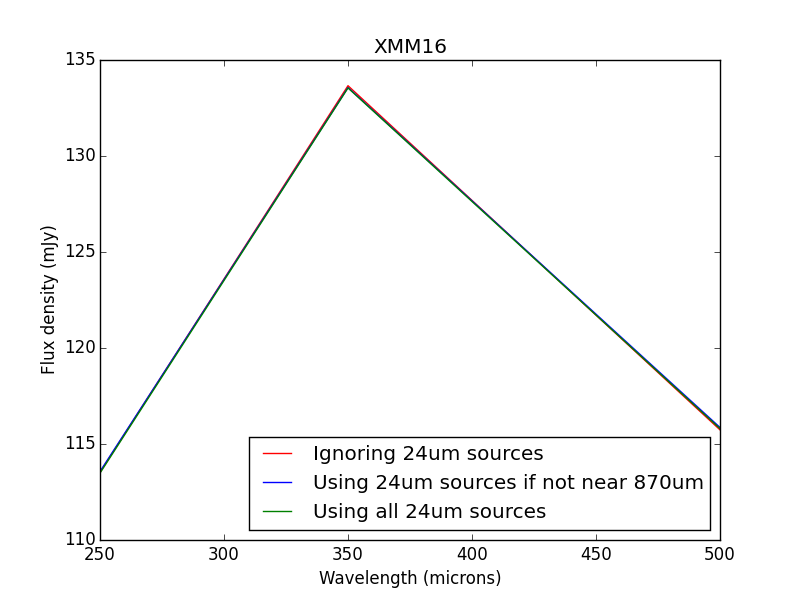 XMM16
135
130
125
120
115
110
Flux density (mJy)
Ignoring 24um sources
Using 24um sources if not near 870um
Using all 24um sources
250 300 350 400 450 500
Wavelength (microns)